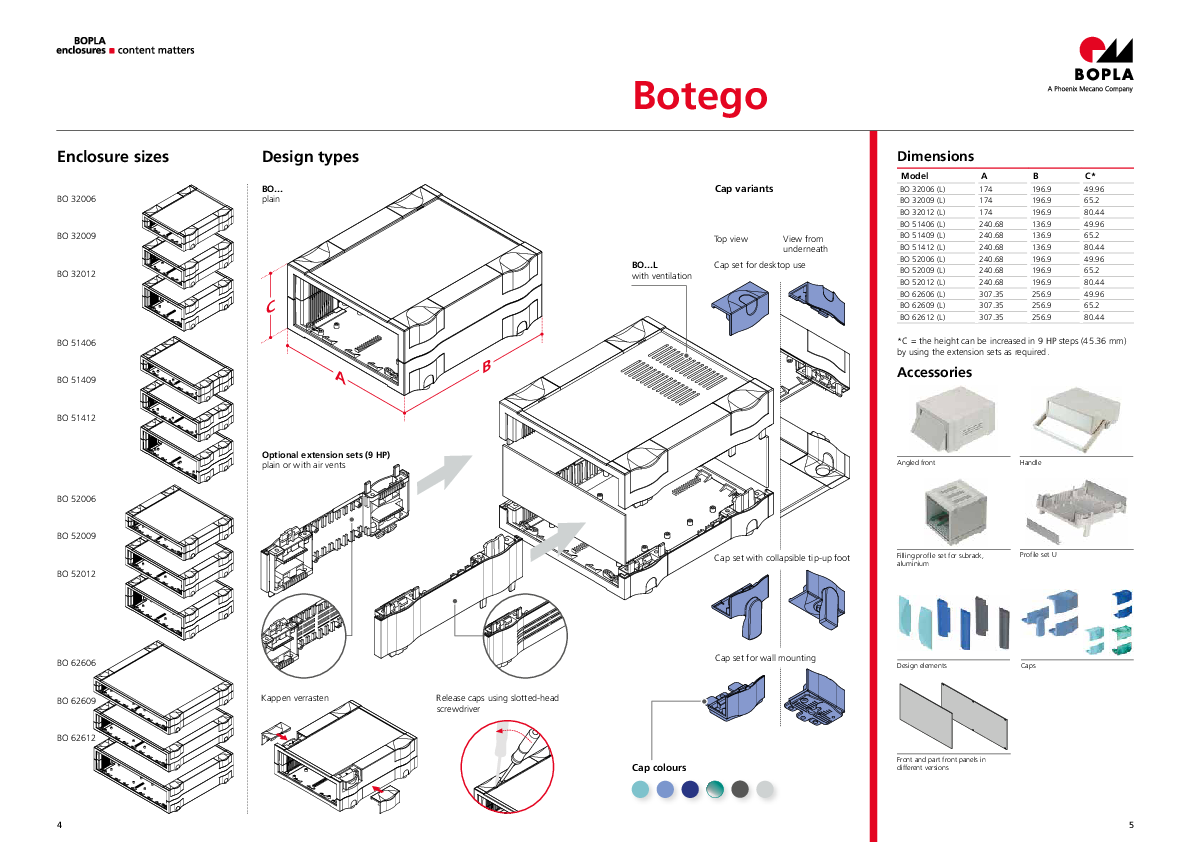 BOPLA
enclosures ■ content matters
BOPLA
A Phoenix Mecano Company
Botego
Enclosure sizes
BO 32006
BO 32009
BO 32012
BO 51406
BO 51409
BO 51412
BO 52006
BO 52009
BO 52012
BO 62606
BO 62609
BO 62612
Design types
BO...
plain
C
A
B
Optional extension sets (9 HP)
plain or with air vents
Kappen verrasten
Release caps using slotted-head
screwdriver
BO...L
with ventilation
Cap variants
Top view
View from
underneath
Cap set for desktop use
Cap set with collapsible tip-up foot
Cap set for wall mounting
Cap colours
Dimensions
Model A B C*
BO 32006 (L) 174 196.9 49.96
BO 32009 (L) 174 196.9 65.2
BO 32012 (L) 174 196.9 80.44
BO 51406 (L) 240.68 136.9 49.96
BO 51409 (L) 240.68 136.9 65.2
BO 51412 (L) 240.68 136.9 80.44
BO 52006 (L) 240.68 196.9 49.96
BO 52009 (L) 240.68 196.9 65.2
BO 52012 (L) 240.68 196.9 80.44
BO 62606 (L) 307.35 256.9 49.96
BO 62609 (L) 307.35 256.9 65.2
BO 62612 (L) 307.35 256.9 80.44
*C = the height can be increased in 9 HP steps (45.36 mm)
by using the extension sets as required.
Accessories
Angled front
Handle
Filling profile set for subrack,
aluminium
Profile set U
Design elements
Caps
Front and part front panels in
different versions
4
5